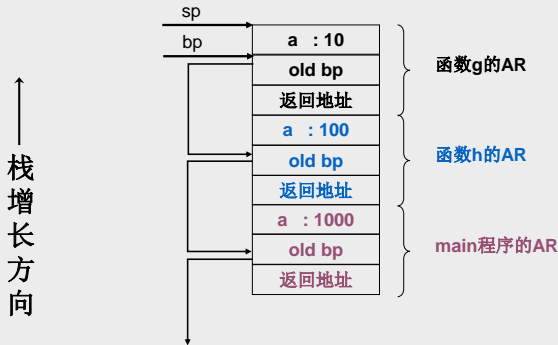 sp
bp
a : 10
old bp
返回地址
函数g的AR
a : 100
old bp
返回地址
函数h的AR
a : 1000
old bp
返回地址
main程序的AR
栈增长方向